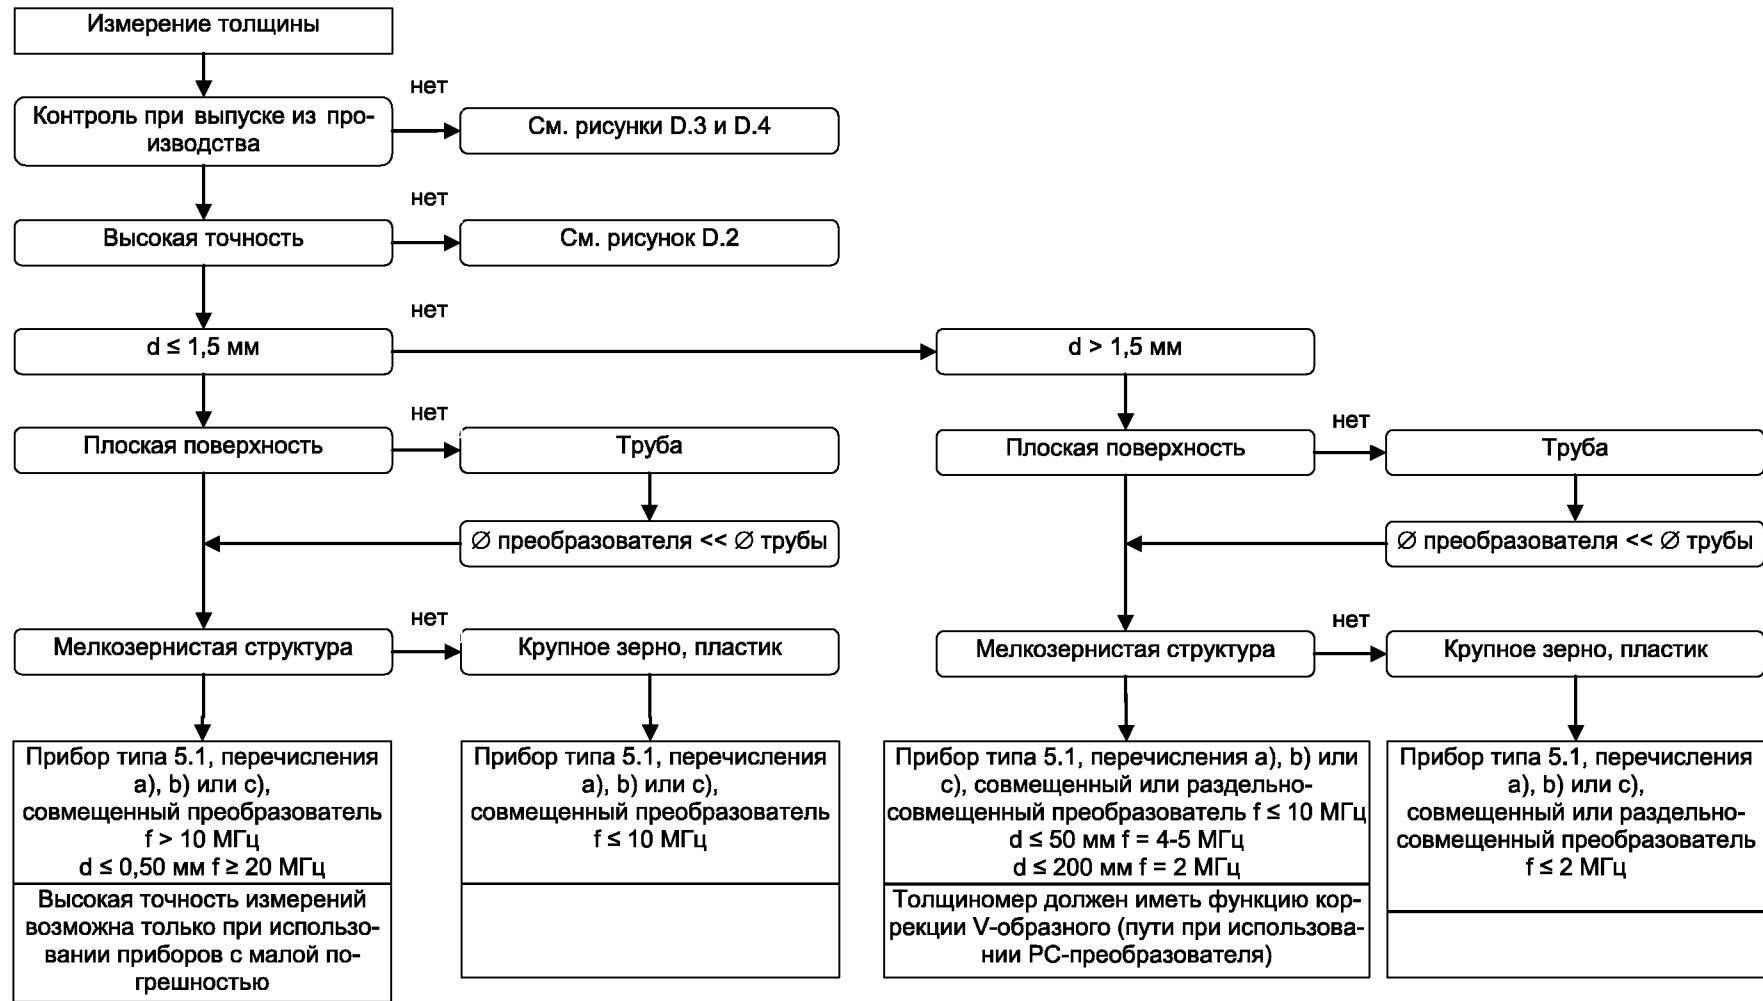 Измерение толщины
нет
Контроль при выпуске из про-
изводства
См. рисунки D.3 и D.4
нет
Высокая точность
См. рисунок D.2
нет
d ≤ 1,5 мм
d > 1,5 мм
нет
Плоская поверхность
Труба
нет
Плоская поверхность
Труба
∅ преобразователя << ∅ трубы
∅ преобразователя << ∅ трубы
нет
Мелкозернистая структура
Крупное зерно, пластик
нет
Мелкозернистая структура
Крупное зерно, пластик
Прибор типа 5.1, перечисления
a), b) или c),
совмещенный преобразователь
f > 10 МГц
d ≤ 0,50 мм f ≥ 20 МГц
Высокая точность измерений
возможна только при использо-
вании приборов с малой по-
грешностью
Прибор типа 5.1, перечисления
a), b) или c),
совмещенный преобразователь
f ≤ 10 МГц
Прибор типа 5.1, перечисления a), b) или
c), совмещенный или раздельно-
совмещенный преобразователь f ≤ 10 МГц
d ≤ 50 мм f = 4-5 МГц
d ≤ 200 мм f = 2 МГц
Толщиномер должен иметь функцию кор-
рекции V-образного (пути при использова-
нии РС-преобразователя)
Прибор типа 5.1, перечисления
a), b) или c),
совмещенный или раздельно-
совмещенный преобразователь
f ≤ 2 МГц